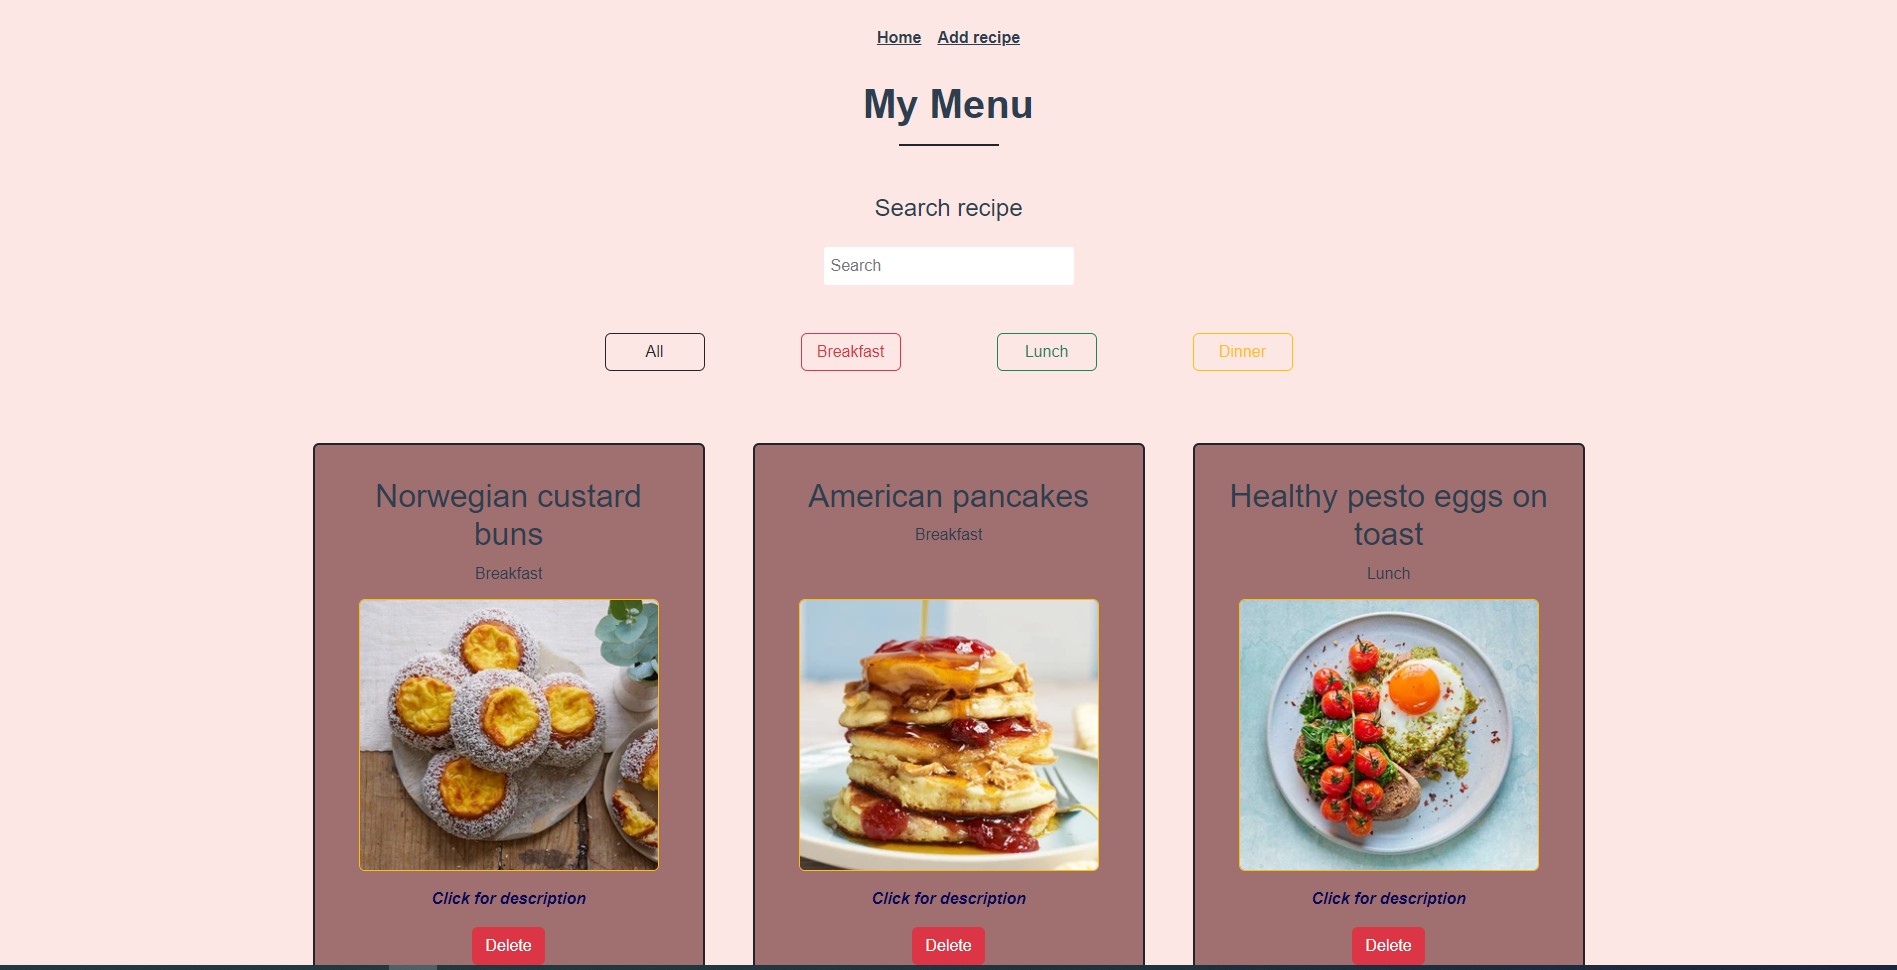 Home Add recipe
My Menu
Search recipe
Search
All Breakfast Lunch Dinner
Norwegian custard
buns
Breakfast
Click for description
Delete
American pancakes
Breakfast
Click for description
Delete
Healthy pesto eggs on
toast
Lunch
Click for description
Delete